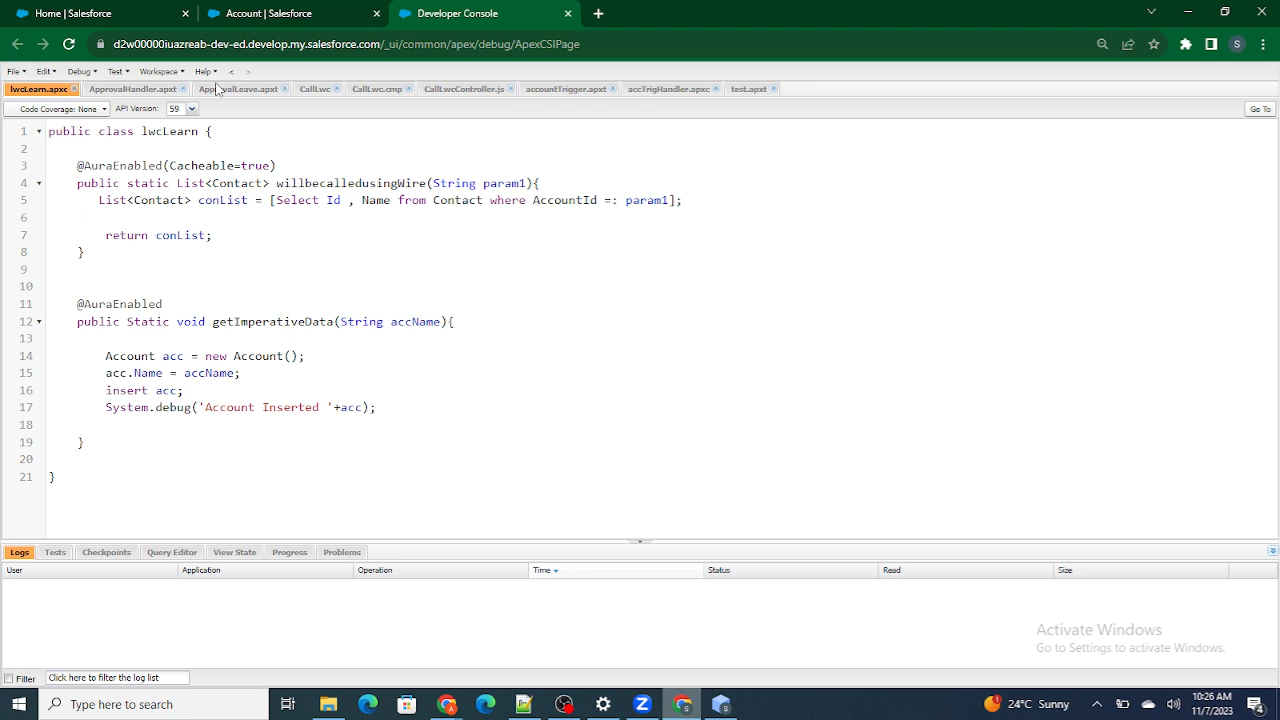 Home | Salesforce
Account | Salesforce
Developer Console
d2w00000iuazreab-dev-ed.develop.my.salesforce.com/_ui/common/apex/debug/ApexCSIPage
S
File Edit Debug Test Workspace Help < >
lwcLearn.apxc ApprovalHandler.apxt CallLwc CallLwc.cmp CallLwcController.js accountTrigger.apxt accTrigHandler.apxc test.apxt
Code Coverage: None API Version: 59 Go To
1 public class lwcLearn {
2
3 @AuraEnabled(Cacheable=true)
4 public static List<Contact> willbecalledusingWire(String param1){
5 List<Contact> conList = [Select Id , Name from Contact where AccountId =: param1];
6
7 return conList;
8 }
9
10
11 @AuraEnabled
12 public Static void getImperativeData(String accName){
13
14 Account acc = new Account();
15 acc.Name = accName;
16 insert acc;
17 System.debug('Account Inserted '+acc);
18
19 }
20
21 }
Logs Tests Checkpoints Query Editor View State Progress Problems
User Application Operation Time Status Read Size
Activate Windows
Go to Settings to activate Windows.
Filter Click here to filter the log list
Type here to search
24°C Sunny
10:26 AM
11/7/2023